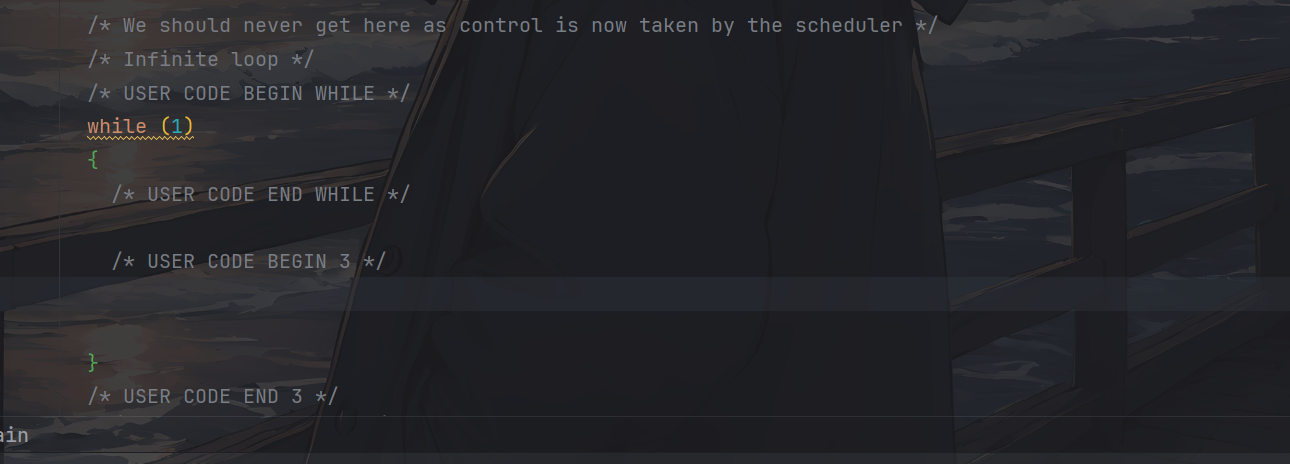 /* We should never get here as control is now taken by the scheduler */
/* Infinite loop */
/* USER CODE BEGIN WHILE */
while (1)
{
/* USER CODE END WHILE */
/* USER CODE BEGIN 3 */
}
/* USER CODE END 3 */
ain